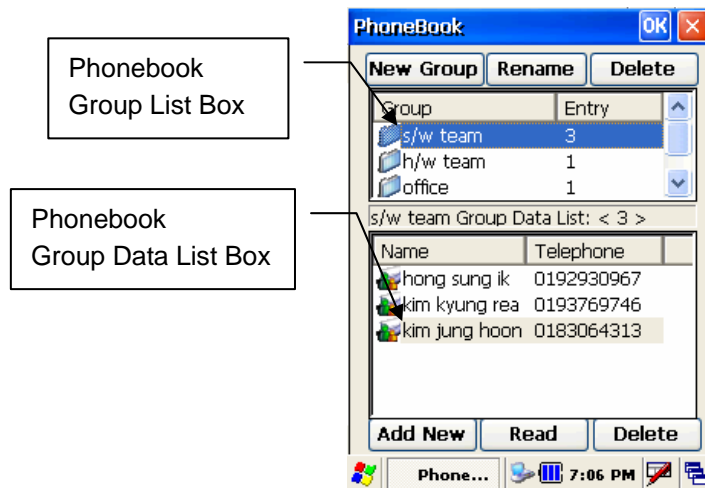 PhoneBook OK
Phonebook
Group List Box
New Group Rename Delete
Group Entry
s/w team 3
h/w team 1
office 1
Phonebook
Group Data List Box
s/w team Group Data List: < 3 >
Name Telephone
hong sung ik 0192930967
kim kyung rea 0193769746
kim jung hoon 0183064313
Add New Read Delete
Phone... 7:06 PM